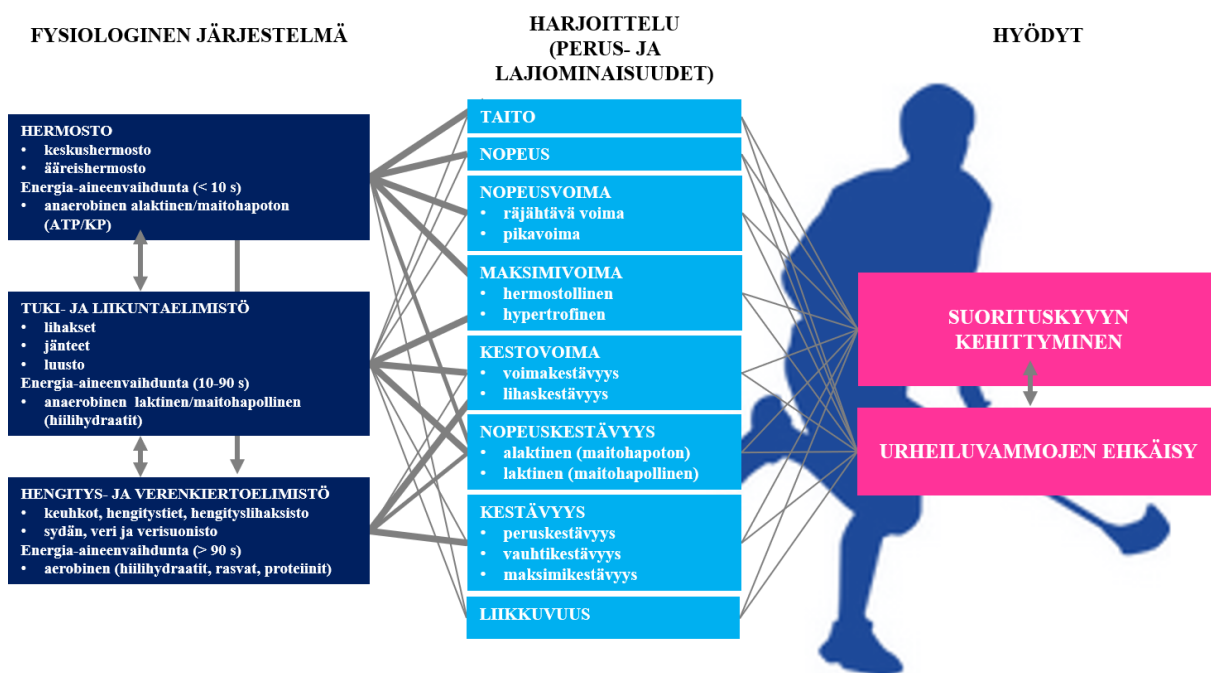 FYSIOLOGINEN JÄRJESTELMÄ
HARJOITTELU
(PERUS- JA
LAJIOMINAISUUDET)
HYÖDYT
HERMOSTO
• keskushermosto
• ääreishermosto
Energia-aineenvaihdunta (< 10 s)
• anaerobinen alaktinen/maitohapoton
(ATP/KP)
TUKI- JA LIIKUNTAELIMISTÖ
• lihakset
• jänteet
• luusto
Energia-aineenvaihdunta (10-90 s)
• anaerobinen laktinen/maitohapollinen
(hiilihydraatit)
HENGITYS- JA VERENKIERTOELIMISTÖ
• keuhkot, hengitystiet, hengityslihaksisto
• sydän, veri ja verisuonisto
Energia-aineenvaihdunta (> 90 s)
• aerobinen (hiilihydraatit, rasvat, proteiinit)
TAITO
NOPEUS
NOPEUSVOIMA
• räjähtävä voima
• pikavoima
MAKSIMIVOIMA
• hermostollinen
• hypertrofinen
KESTOVOIMA
• voimakestävyys
• lihaskestävyys
NOPEUSKESTÄVYYS
• alaktinen (maitohapoton)
• laktinen (maitohapollinen)
KESTÄVYYS
• peruskestävyys
• vauhtikestävyys
• maksimikestävyys
LIIKKUVUUS
SUORITUSKYVYN
KEHITTYMINEN
URHEILUVAMMOJEN EHKÄISY